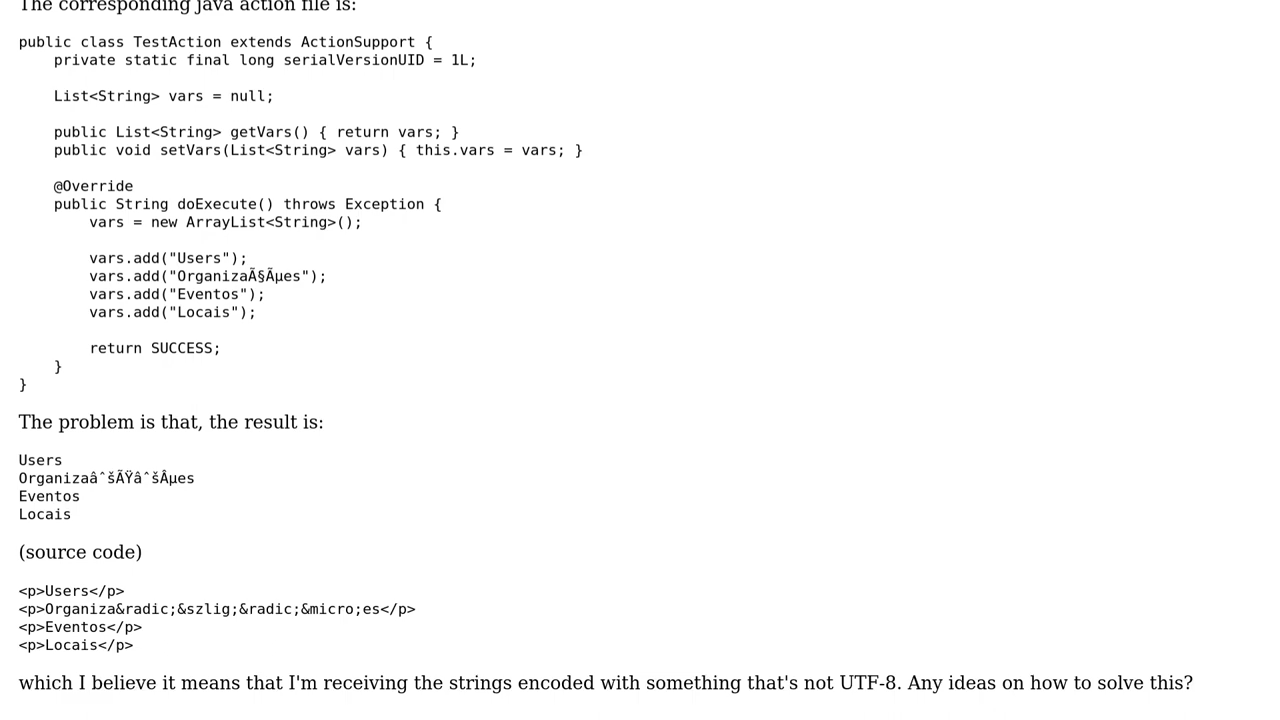 The corresponding java action file is:
public class TestAction extends ActionSupport {
    private static final long serialVersionUID = 1L;
    List<String> vars = null;
    public List<String> getVars() { return vars; }
    public void setVars(List<String> vars) { this.vars = vars; }
    @Override
    public String doExecute() throws Exception {
        vars = new ArrayList<String>();
        vars.add("Users");
        vars.add("OrganizaÃ§Ãµes");
        vars.add("Eventos");
        vars.add("Locais");
        return SUCCESS;
    }
}
The problem is that, the result is:
Users
OrganizaâˆšÃŸâˆšÂµes
Eventos
Locais
(source code)
<p>Users</p>
<p>Organiza&radic;&szlig;&radic;&micro;es</p>
<p>Eventos</p>
<p>Locais</p>
which I believe it means that I'm receiving the strings encoded with something that's not UTF-8. Any ideas on how to solve this?